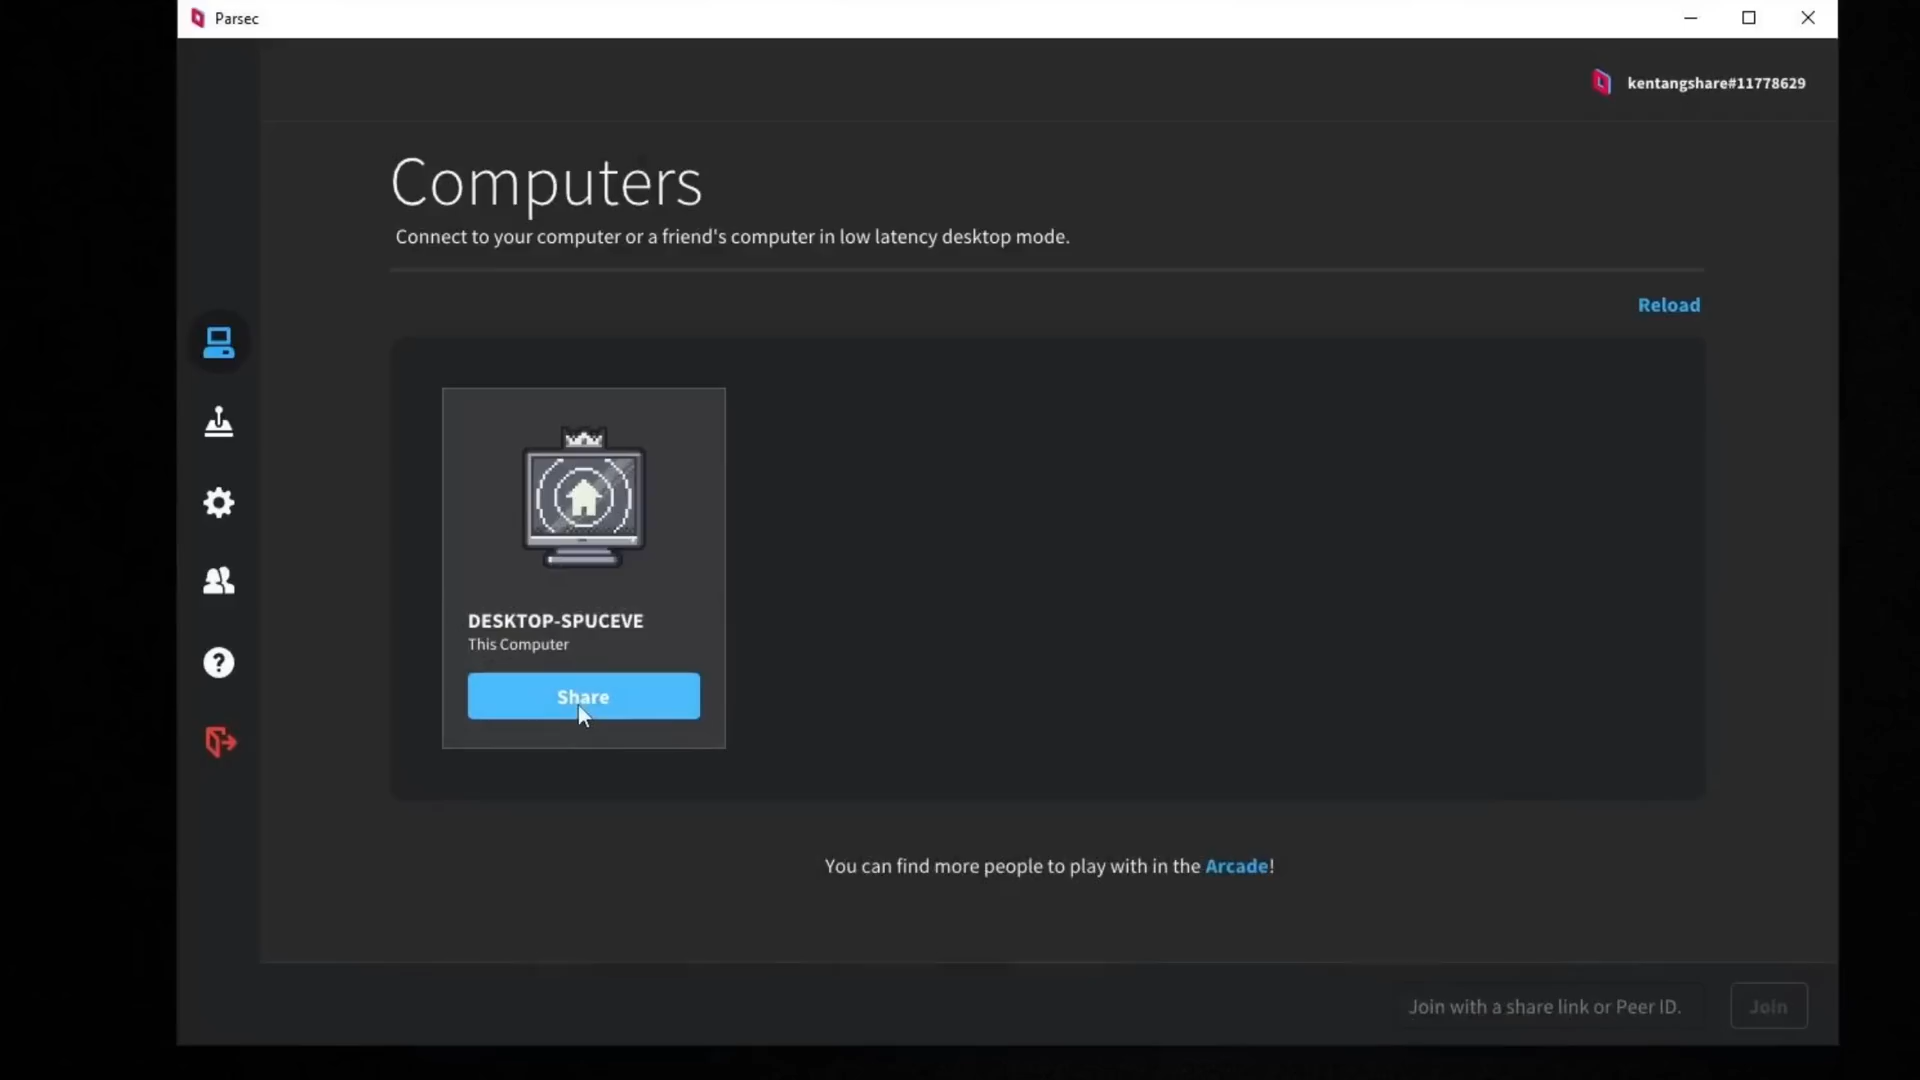 Parsec
kentangshare#11778629
Computers
Connect to your computer or a friend's computer in low latency desktop mode.
Reload
DESKTOP-SPUCEVE
This Computer
Share
You can find more people to play with in the Arcade!
Join with a share link or Peer ID.
Join